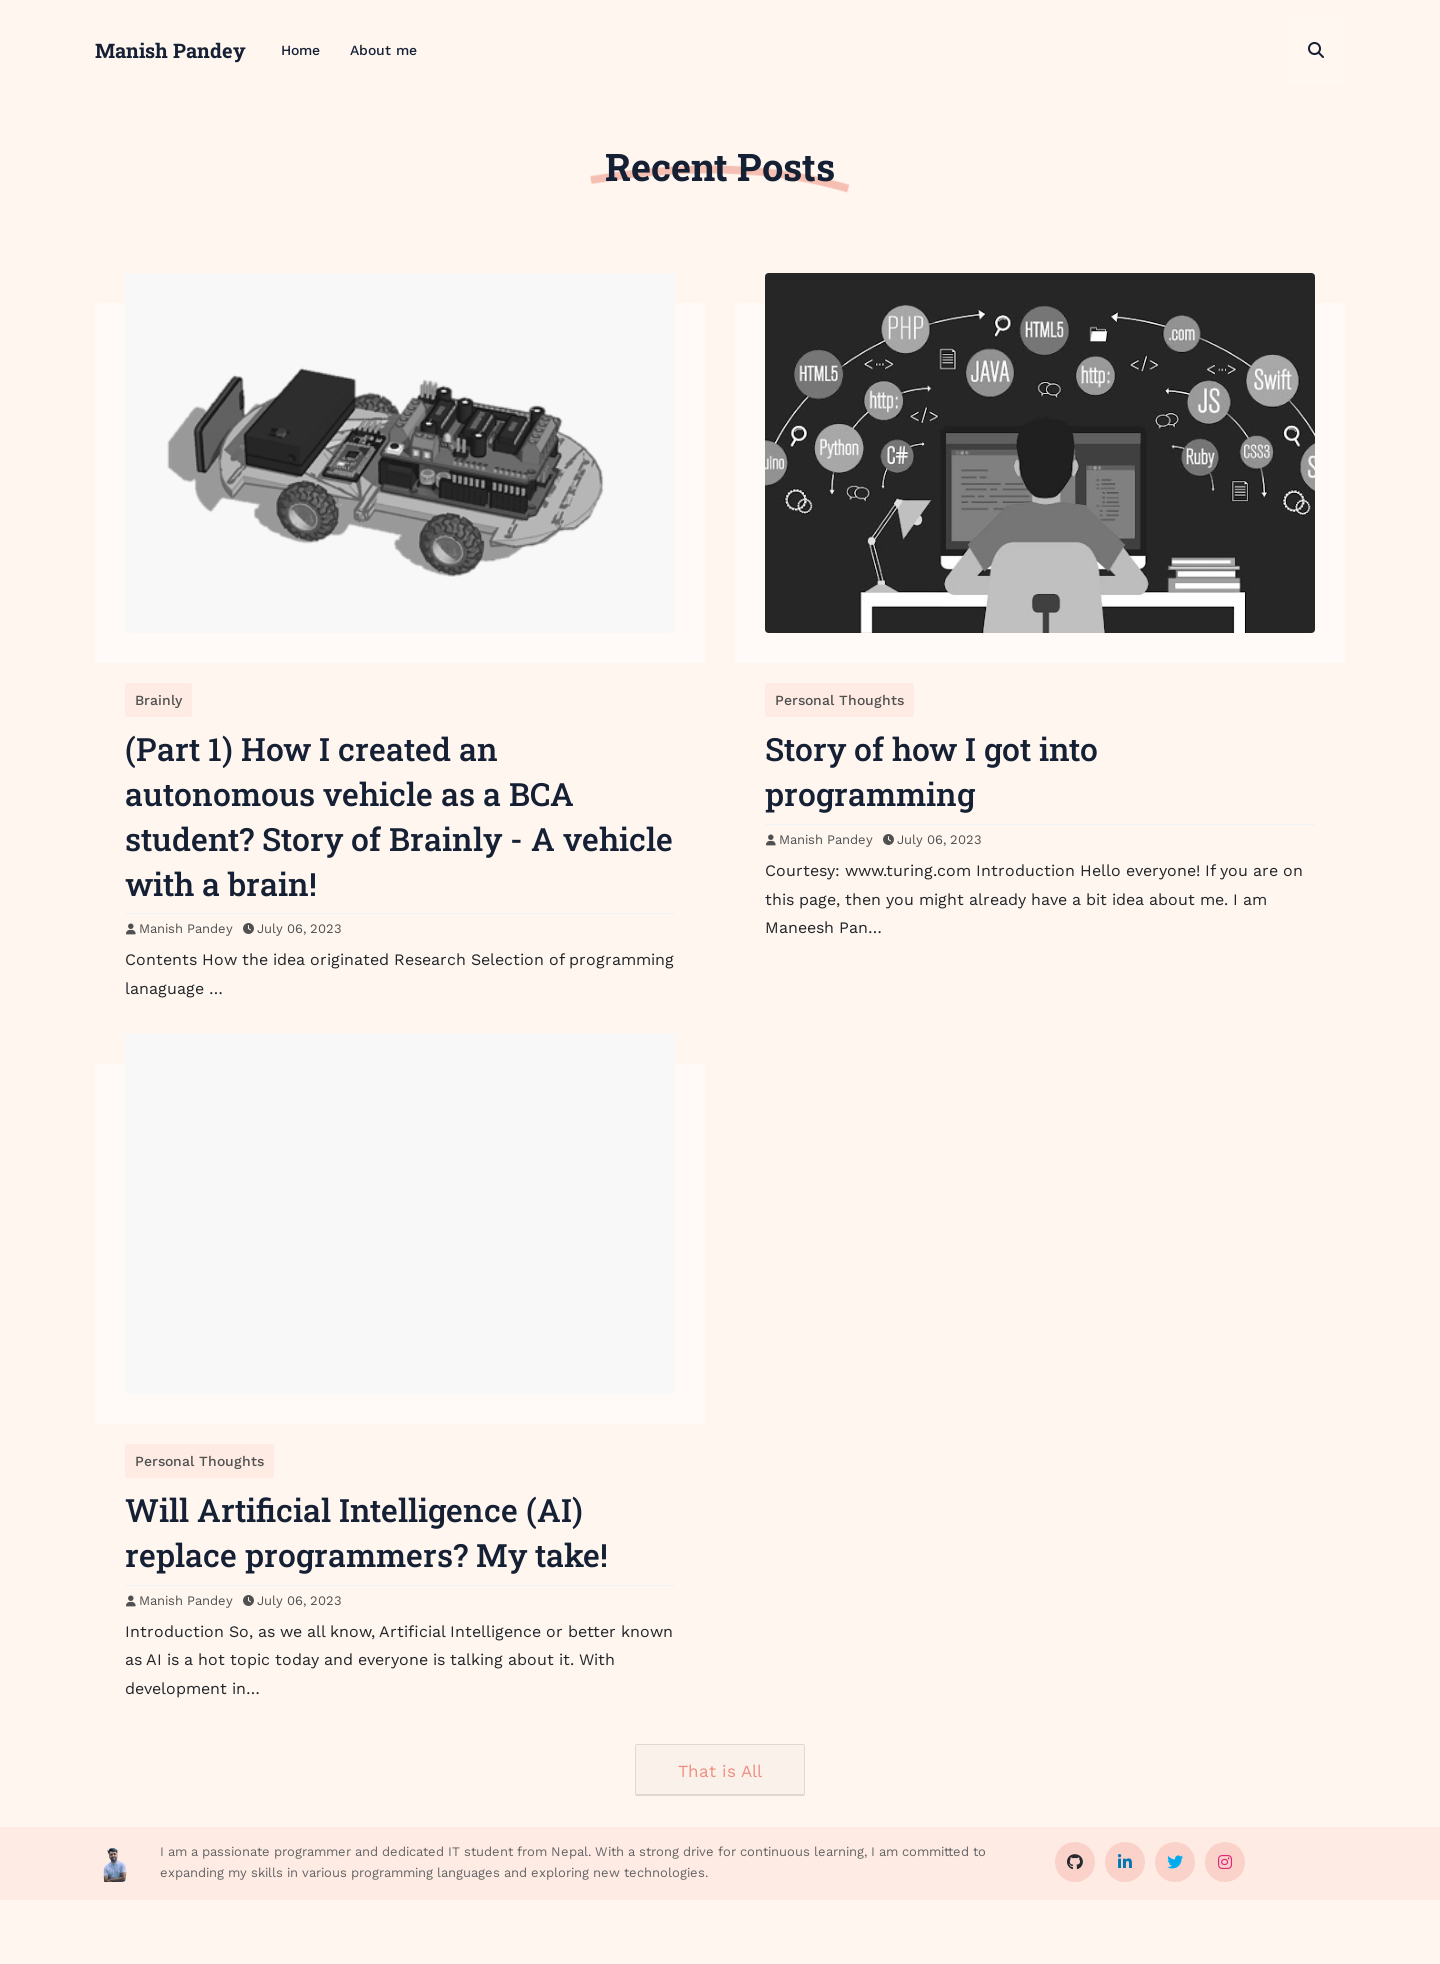 Manish Pandey
Home
About me
Recent Posts
PHP
HTML5
.com
HTML5
JAVA
http:
Swift
http:
JS
Python
C#
Ruby
CSS3
uino
S
Brainly
(Part 1) How I created an
autonomous vehicle as a BCA
student? Story of Brainly - A vehicle
with a brain!
Manish Pandey July 06, 2023
Contents How the idea originated Research Selection of programming
lanaguage …
Personal Thoughts
Story of how I got into
programming
Manish Pandey July 06, 2023
Courtesy: www.turing.com Introduction Hello everyone! If you are on
this page, then you might already have a bit idea about me. I am
Maneesh Pan…
Personal Thoughts
Will Artificial Intelligence (AI)
replace programmers? My take!
Manish Pandey July 06, 2023
Introduction So, as we all know, Artificial Intelligence or better known
as AI is a hot topic today and everyone is talking about it. With
development in…
That is All
I am a passionate programmer and dedicated IT student from Nepal. With a strong drive for continuous learning, I am committed to
expanding my skills in various programming languages and exploring new technologies.